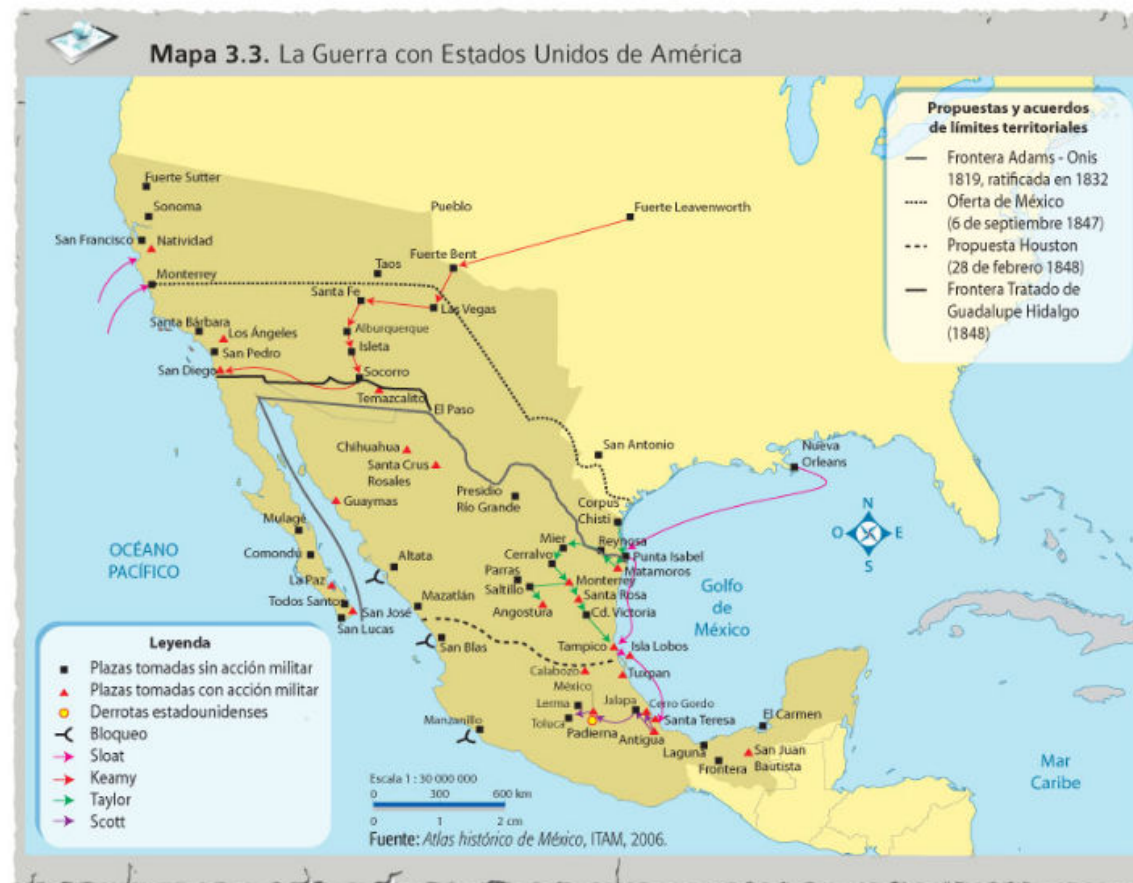 Mapa 3.3. La Guerra con Estados Unidos de América
Propuestas y acuerdos
de límites territoriales
Frontera Adams - Onis
1819, ratificada en 1832
Oferta de México
(6 de septiembre 1847)
Propuesta Houston
(28 de febrero 1848)
Frontera Tratado de
Guadalupe Hidalgo
(1848)
Fuerte Sutter
Sonoma
Pueblo
Fuerte Leavenworth
San Francisco
Natividad
Fuerte Bent
Taos
Monterrey
Santa Fe
Las Vegas
Santa Bárbara
Los Ángeles
Alburquerque
San Pedro
Isleta
San Diego
Socorro
Temazcalito
El Paso
San Antonio
Nueva
Orleans
Chihuahua
Santa Crus
Rosales
Presidio
Río Grande
Guaymas
Corpus
Chisti
N
O
E
S
Mulagé
Mier
Reynosa
OCÉANO
PACÍFICO
Comondú
Altata
Cerralvo
Punta Isabel
Matamoros
La Paz
Parras
Saltillo
Monterrey
Golfo
de
México
Todos Santo
San José
Mazatlán
Angostura
Santa Rosa
Cd. Victoria
San Lucas
San Blas
Tampico
Isla Lobos
Calabozo
Tuxpan
México
Lerma
Jalapa
Cerro Gordo
Toluca
Santa Teresa
El Carmen
Manzanillo
Padierna
Antigua
Laguna
San Juan
Bautista
Frontera
Mar
Caribe
Leyenda
Plazas tomadas sin acción militar
Plazas tomadas con acción militar
Derrotas estadounidenses
Bloqueo
Sloat
Keamy
Taylor
Scott
Escala 1 : 30 000 000
0 300 600 km
0 1 2 cm
Fuente: Atlas histórico de México, ITAM, 2006.